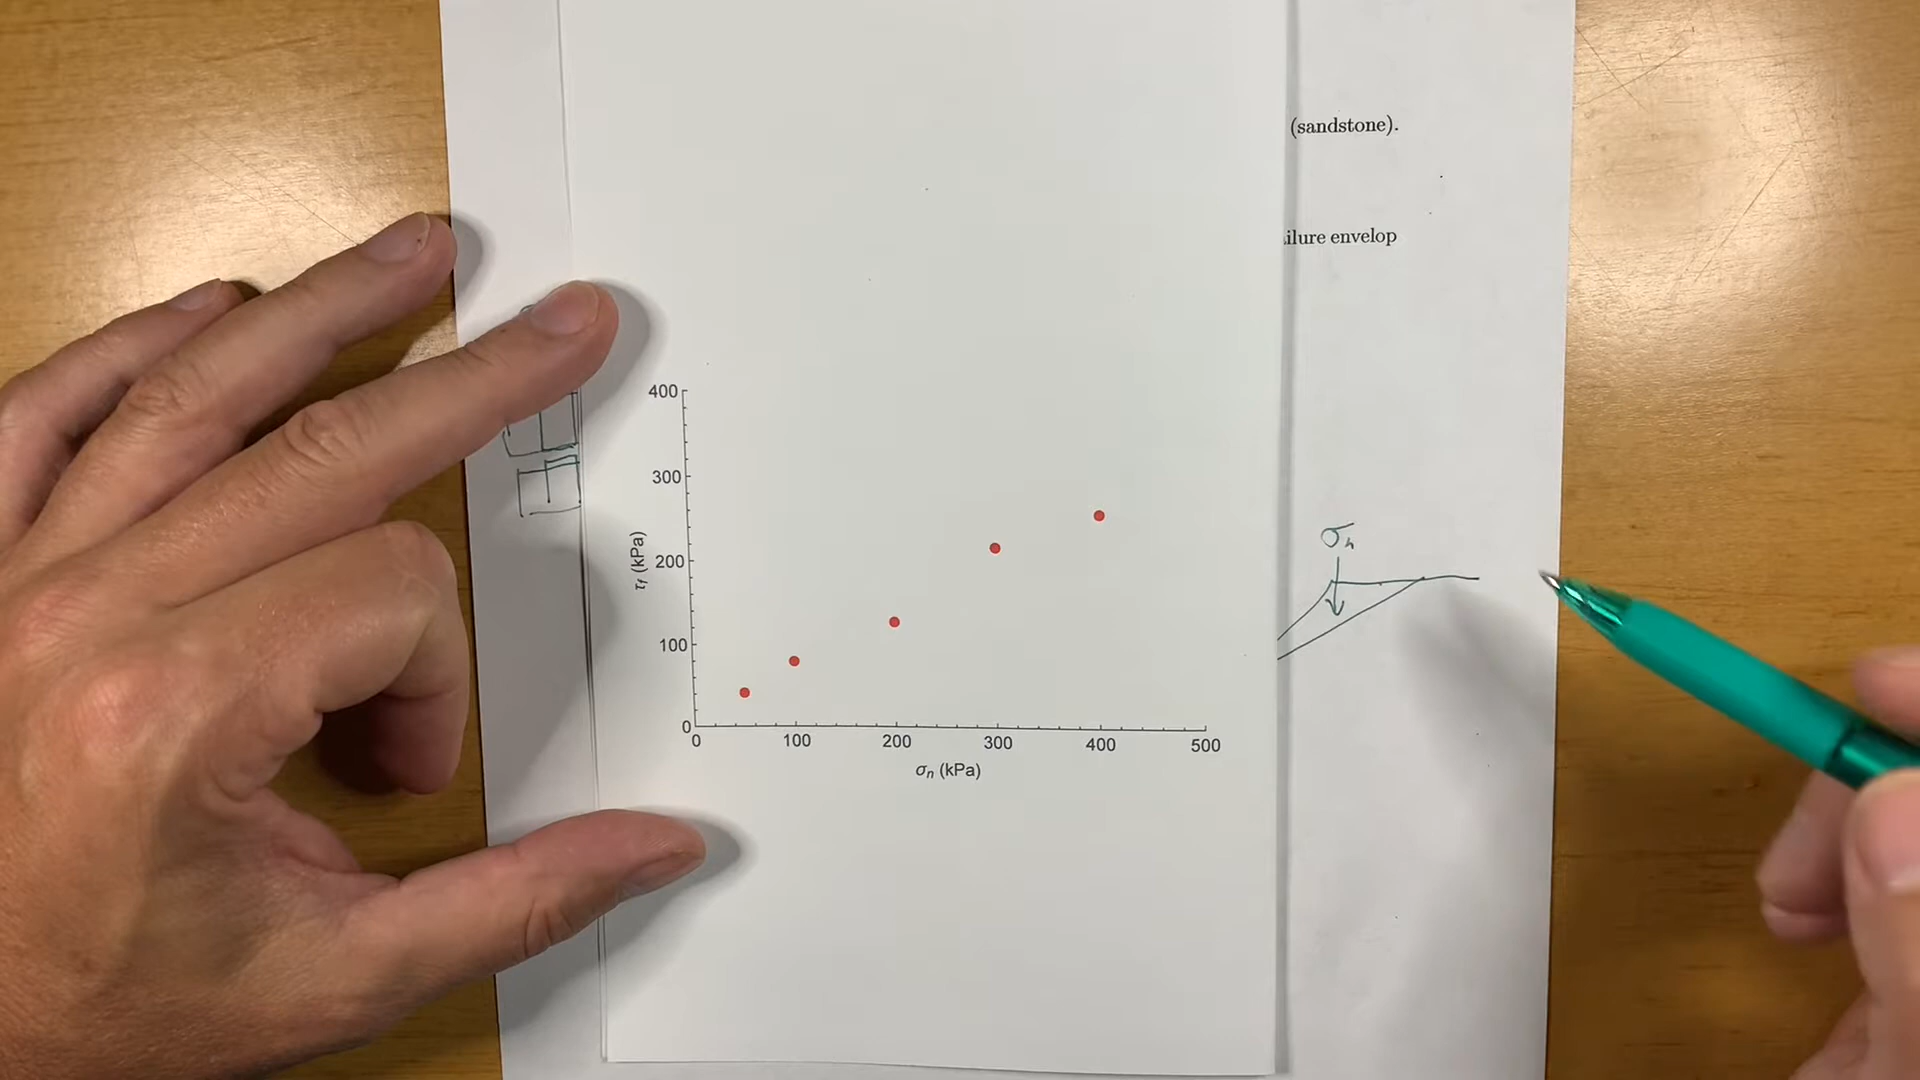 (sandstone).
ilure envelop
400
300
200
100
0
τf (kPa)
0 100 200 300 400 500
σn (kPa)
σn